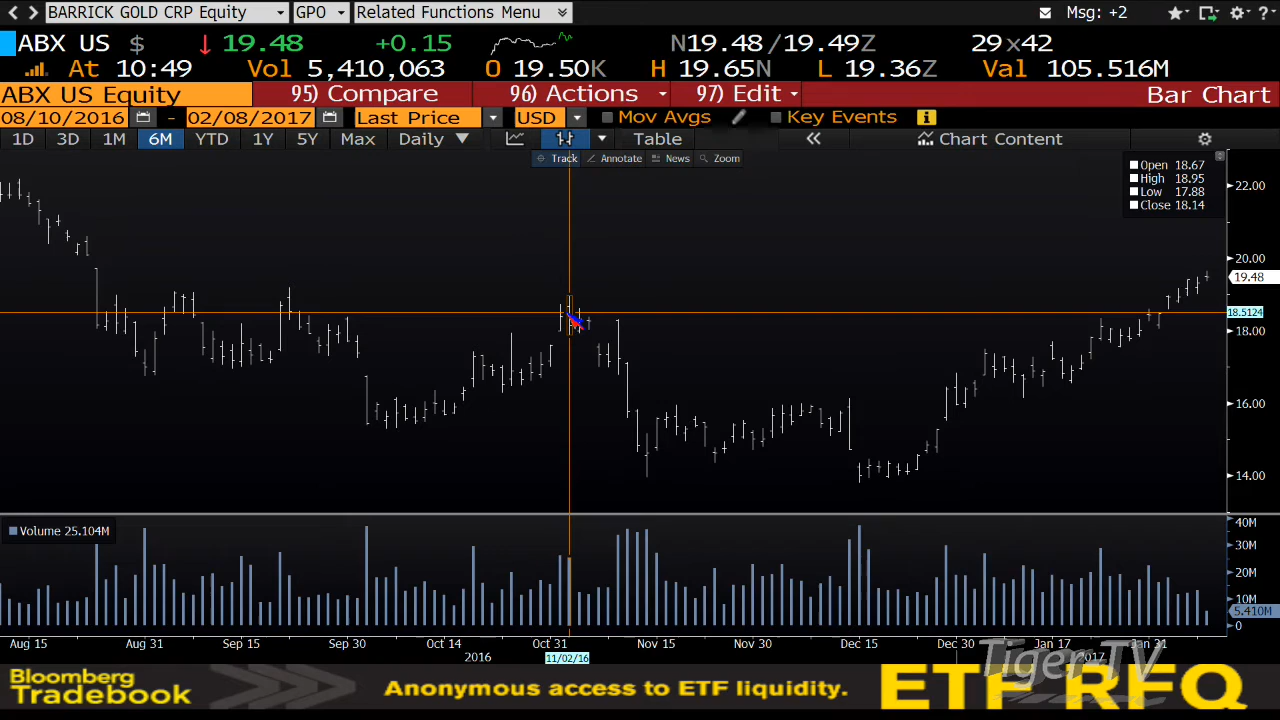 BARRICK GOLD CRP Equity GPO Related Functions Menu Msg: +2
ABX US $ ↓ 19.48 +0.15 N19.48 /19.49Z 29x42
At 10:49 Vol 5,410,063 O 19.50K H 19.65N L 19.36Z Val 105.516M
ABX US Equity 95) Compare 96) Actions 97) Edit Bar Chart
08/10/2016 - 02/08/2017 Last Price USD Mov Avgs Key Events
1D 3D 1M 6M YTD 1Y 5Y Max Daily Table Chart Content
Track Annotate News Zoom
Open 18.67
High 18.95
Low 17.88
Close 18.14
22.00
20.00
19.48
18.5124
18.00
16.00
14.00
Volume 25.104M
40M
30M
20M
10M
5.410M
0
Aug 15 Aug 31 Sep 15 Sep 30 Oct 14 Oct 31 Nov 15 Nov 30 Dec 15 Dec 30 Jan 17 Jan 31
2016 11/02/16 2017
Tiger-TV
Bloomberg
Tradebook
Anonymous access to ETF liquidity.
ETF RFQ